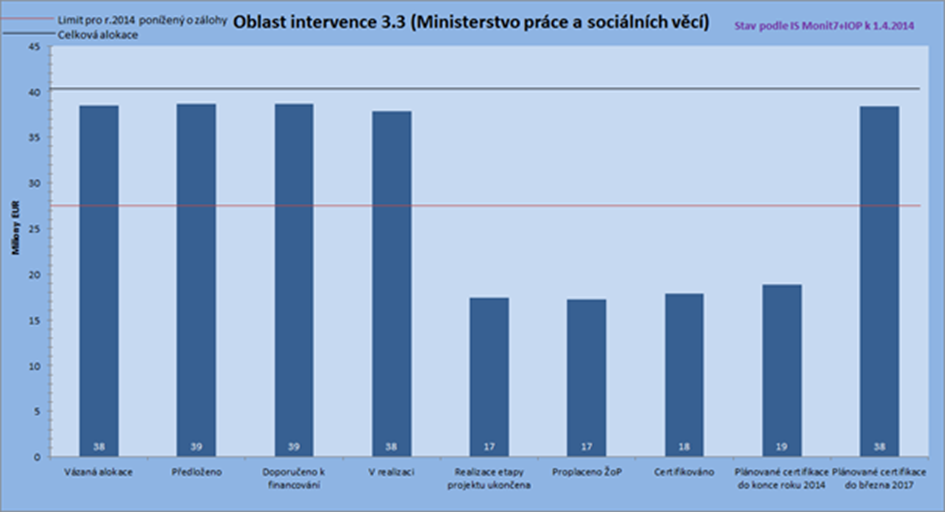 Limit pro r.2014 ponížený o zálohy
Celková alokace
Oblast intervence 3.3 (Ministerstvo práce a sociálních věcí)
Stav podle IS Monit7+IOP k 1.4.2014
Miliony EUR
45
40
35
30
25
20
15
10
5
0
38
39
39
38
17
17
18
19
38
Vázaná alokace
Předloženo
Doporučeno k
financování
V realizaci
Realizace etapy
projektu ukončena
Proplaceno ŽoP
Certifikováno
Plánované certifikace
do konce roku 2014
Plánované certifikace
do března 2017